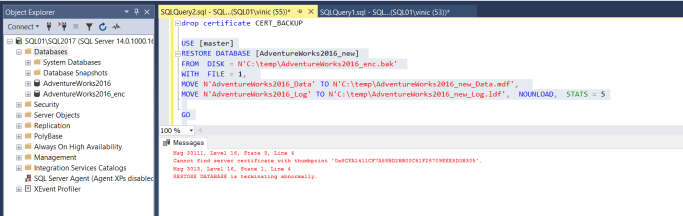 Object Explorer
Connect
SQL01\SQL2017 (SQL Server 14.0.1000.16
Databases
System Databases
Database Snapshots
AdventureWorks2016
AdventureWorks2016_enc
Security
Server Objects
Replication
PolyBase
Always On High Availability
Management
Integration Services Catalogs
SQL Server Agent (Agent XPs disabled
XEvent Profiler
SQLQuery2.sql - SQL...(SQL01\vinic (53))*
SQLQuery1.sql - SQL...(SQL01\vinic (55))*
drop certificate CERT_BACKUP
USE [master]
RESTORE DATABASE [AdventureWorks2016_new]
FROM DISK = N'C:\temp\AdventureWorks2016_enc.bak'
WITH FILE = 1,
MOVE N'AdventureWorks2016_Data' TO N'C:\temp\AdventureWorks2016_new_Data.mdf',
MOVE N'AdventureWorks2016_Log' TO N'C:\temp\AdventureWorks2016_new_Log.ldf', NOUNLOAD, STATS = 5
GO
100 %
Messages
Msg 33111, Level 16, State 3, Line 4
Cannot find server certificate with thumbprint
Msg 3013, Level 16, State 1, Line 4
RESTORE DATABASE is terminating abnormally.